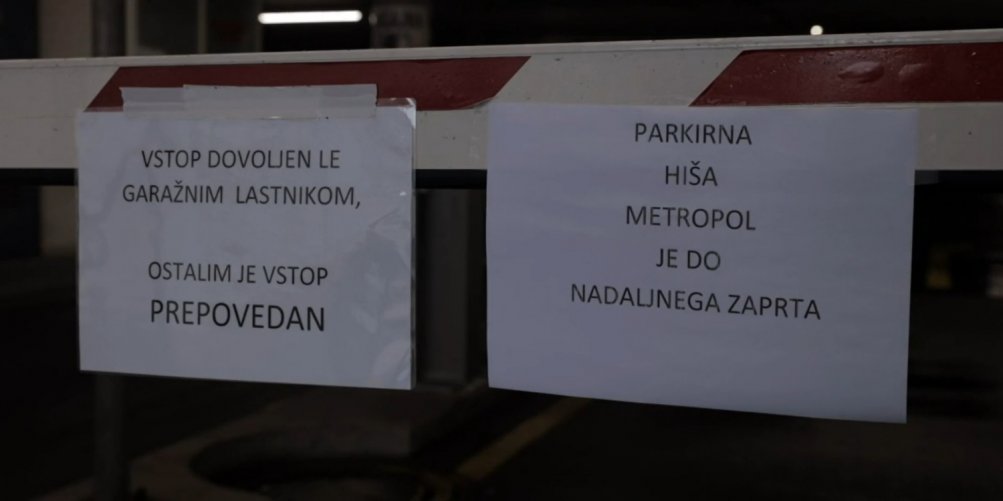 VSTOP DOVOLJEN LE
GARAŽNIM LASTNIKOM,
OSTALIM JE VSTOP
PREPOVEDAN
PARKIRNA
HIŠA
METROPOL
JE DO
NADALJNEGA ZAPRTA